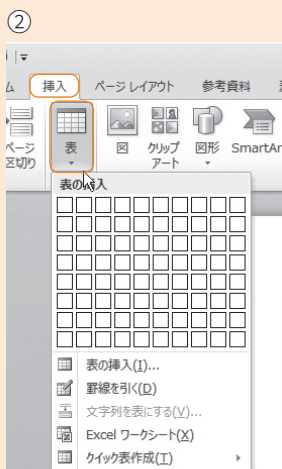 ②
挿入 ページ レイアウト 参考資料
ページ区切り 表 図 クリップアート 図形 SmartAr
表の挿入
表の挿入(I)...
罫線を引く(D)
文字列を表にする(V)...
Excel ワークシート(X)
クイック表作成(T)